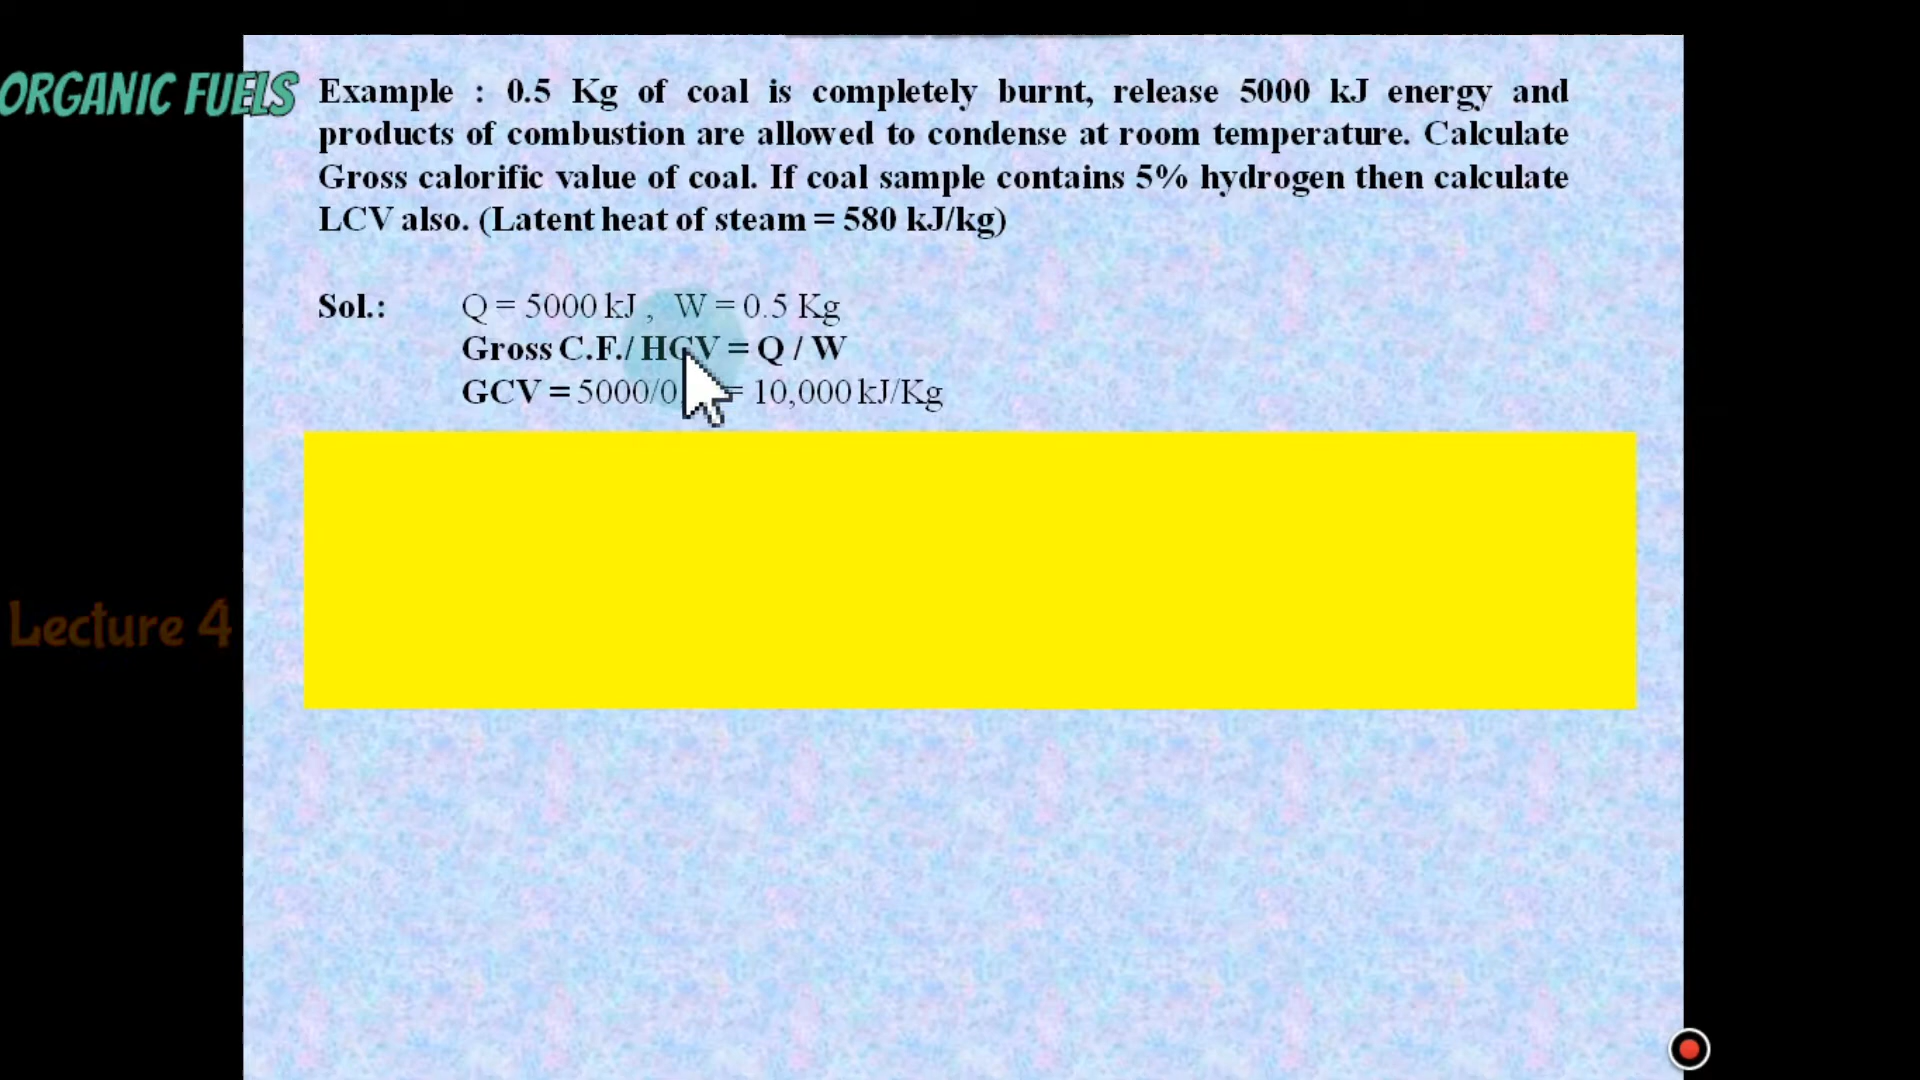 ORGANIC FUELS
Example : 0.5 Kg of coal is completely burnt, release 5000 kJ energy and
products of combustion are allowed to condense at room temperature. Calculate
Gross calorific value of coal. If coal sample contains 5% hydrogen then calculate
LCV also. (Latent heat of steam = 580 kJ/kg)
Sol.: Q = 5000 kJ , W = 0.5 Kg
Gross C.F./ HCV = Q / W
GCV = 5000/0 = 10,000 kJ/Kg
Lecture 4